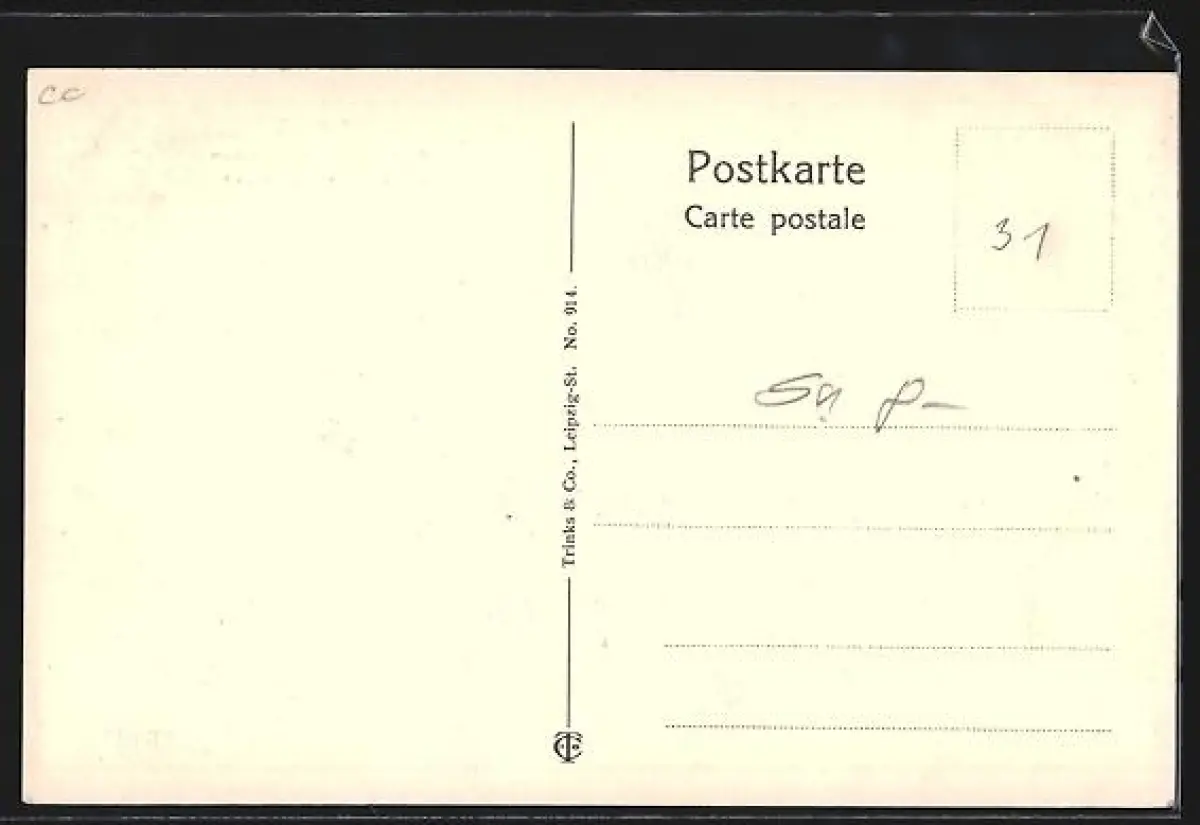 cc
Postkarte
Carte postale
31
Trinks & Co., Leipzig-St. No. 914.